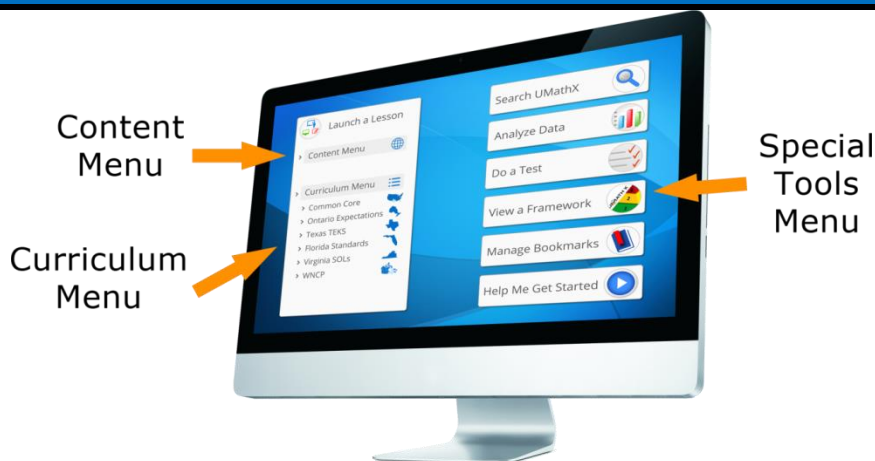 Content
Menu
Curriculum
Menu
Launch a Lesson
Content Menu
Curriculum Menu
Common Core
Ontario Expectations
Texas TEKS
Florida Standards
Virginia SOLs
WNCP
Search UMathX
Analyze Data
Do a Test
View a Framework
Manage Bookmarks
Help Me Get Started
Special
Tools
Menu